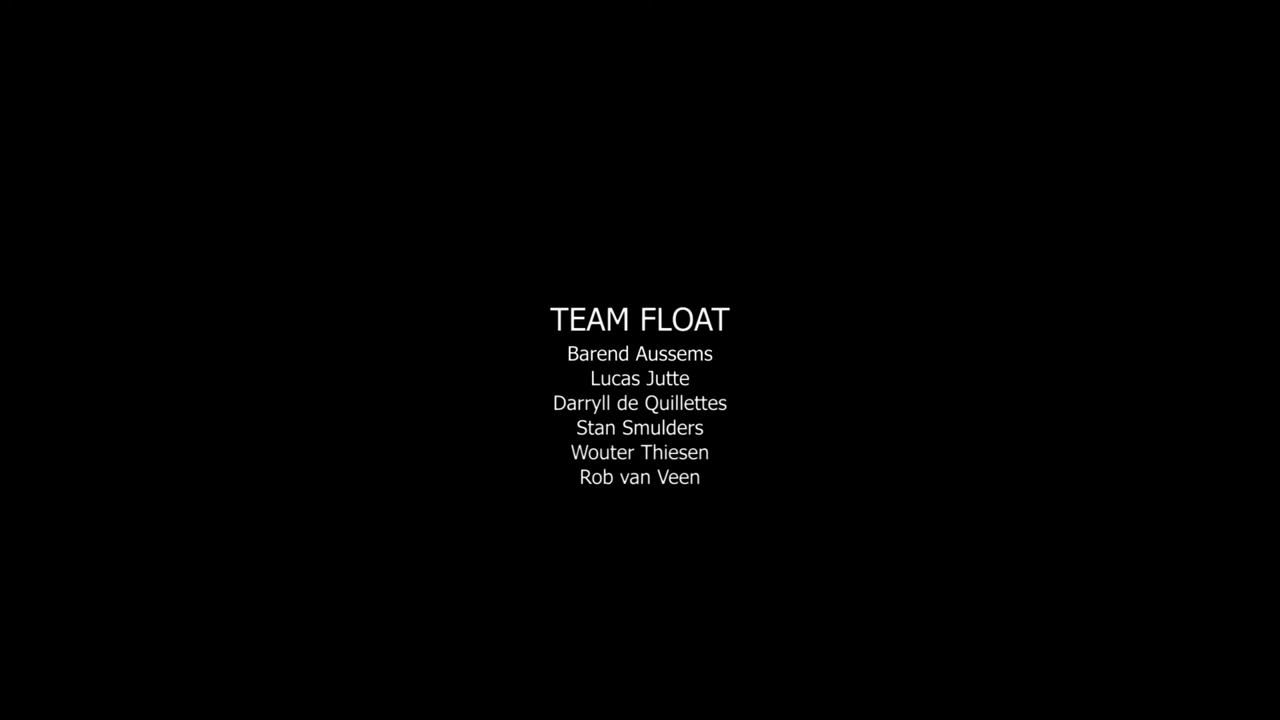 TEAM FLOAT
Barend Aussems
Lucas Jutte
Darryll de Quillettes
Stan Smulders
Wouter Thiesen
Rob van Veen